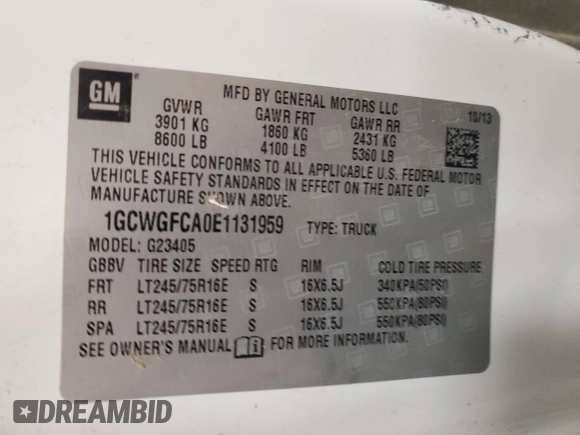 GM
MFD BY GENERAL MOTORS LLC
10/13
GVWR GAWR FRT GAWR RR
3901 KG 1860 KG 2431 KG
8600 LB 4100 LB 5360 LB
THIS VEHICLE CONFORMS TO ALL APPLICABLE U.S. FEDERAL MOTOR
VEHICLE SAFETY STANDARDS IN EFFECT ON THE DATE OF
MANUFACTURE SHOWN ABOVE.
1GCWGFCA0E1131959 TYPE: TRUCK
MODEL: G23405
GBBV TIRE SIZE SPEED RTG RIM COLD TIRE PRESSURE
FRT LT245/75R16E S 16X6.5J 340KPA(50PSI)
RR LT245/75R16E S 16X6.5J 550KPA(80PSI)
SPA LT245/75R16E S 16X6.5J 550KPA(80PSI)
SEE OWNER'S MANUAL FOR MORE INFORMATION.
DREAMBID